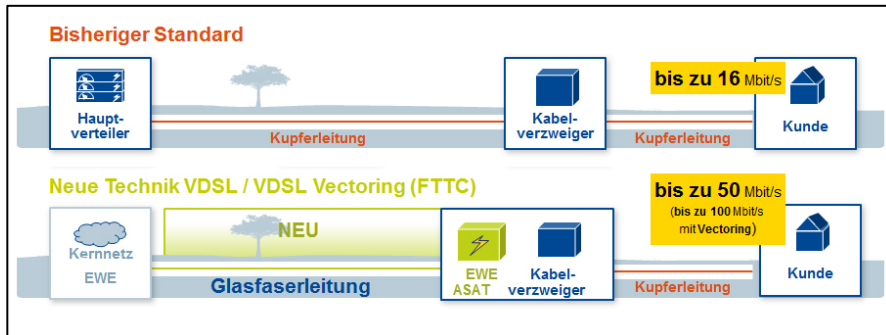 Bisheriger Standard
bis zu 16 Mbit/s
Haupt-
verteiler
Kupferleitung
Kabel-
verzweiger
Kupferleitung
Kunde
Neue Technik VDSL / VDSL Vectoring (FTTC)
bis zu 50 Mbit/s
(bis zu 100 Mbit/s
mit Vectoring)
NEU
Kernnetz
EWE
Glasfaserleitung
EWE
ASAT
Kabel-
verzweiger
Kupferleitung
Kunde